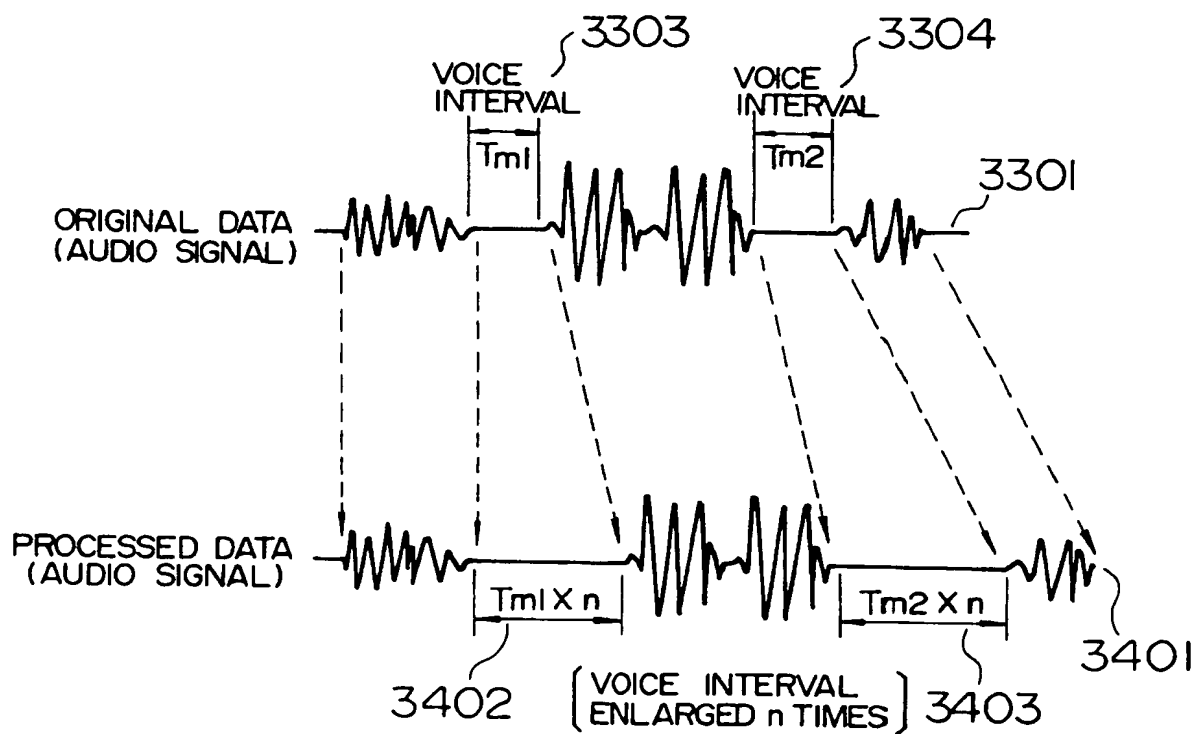 3303
3304
VOICE
INTERVAL
VOICE
INTERVAL
Tm1
Tm2
3301
ORIGINAL DATA
(AUDIO SIGNAL)
PROCESSED DATA
(AUDIO SIGNAL)
Tm1 X n
Tm2 X n
3401
3402
[VOICE INTERVAL
ENLARGED n TIMES]
3403